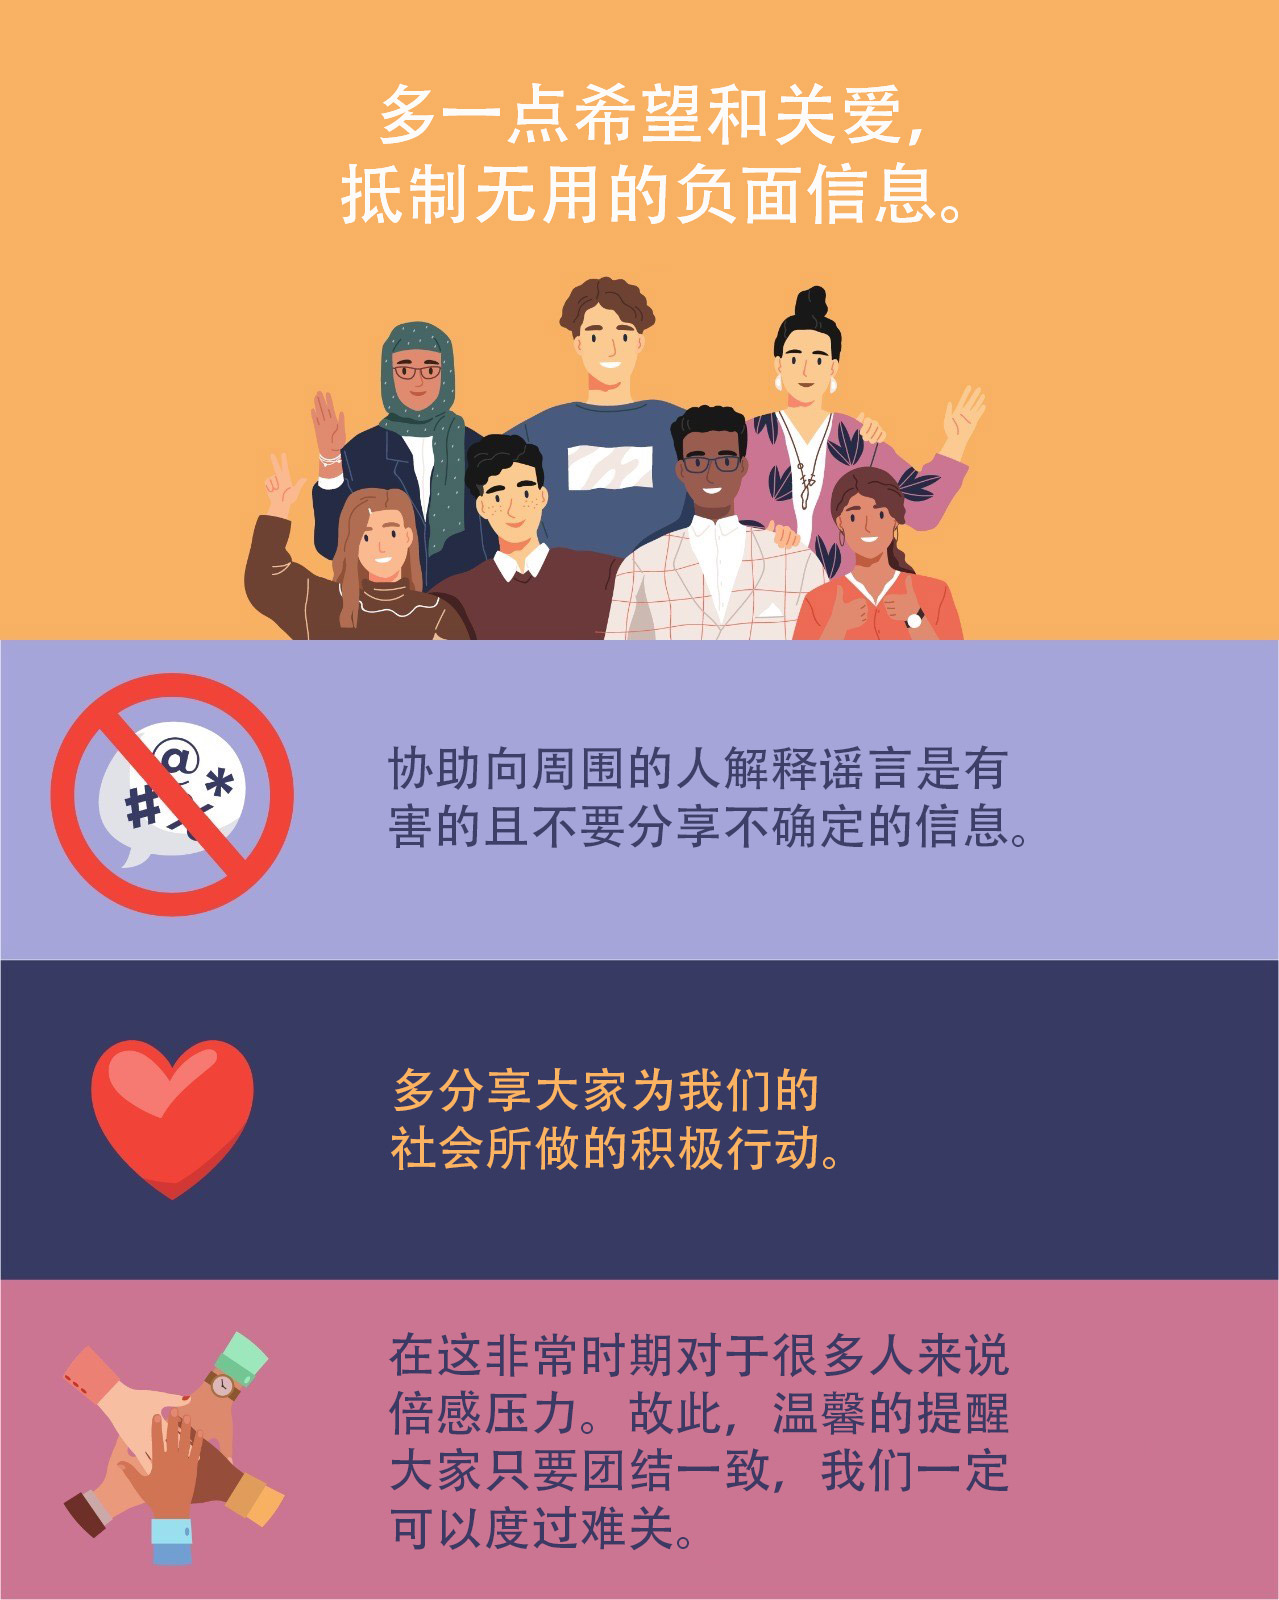 多一点希望和关爱,
抵制无用的负面信息。
@
#%*
协助向周围的人解释谣言是有
害的且不要分享不确定的信息。
多分享大家为我们的
社会所做的积极行动。
在这非常时期对于很多人来说
倍感压力。故此，温馨的提醒
大家只要团结一致，我们一定
可以度过难关。